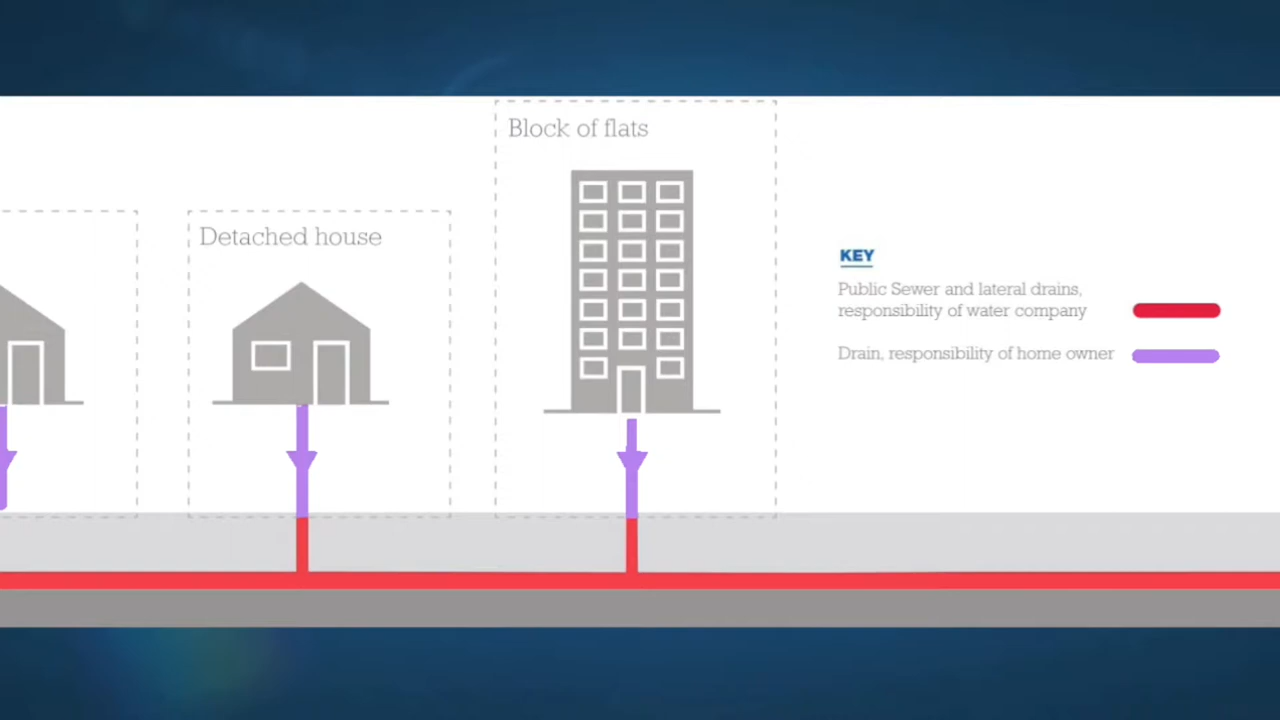 Block of flats
Detached house
KEY
Public Sewer and lateral drains,
responsibility of water company
Drain, responsibility of home owner